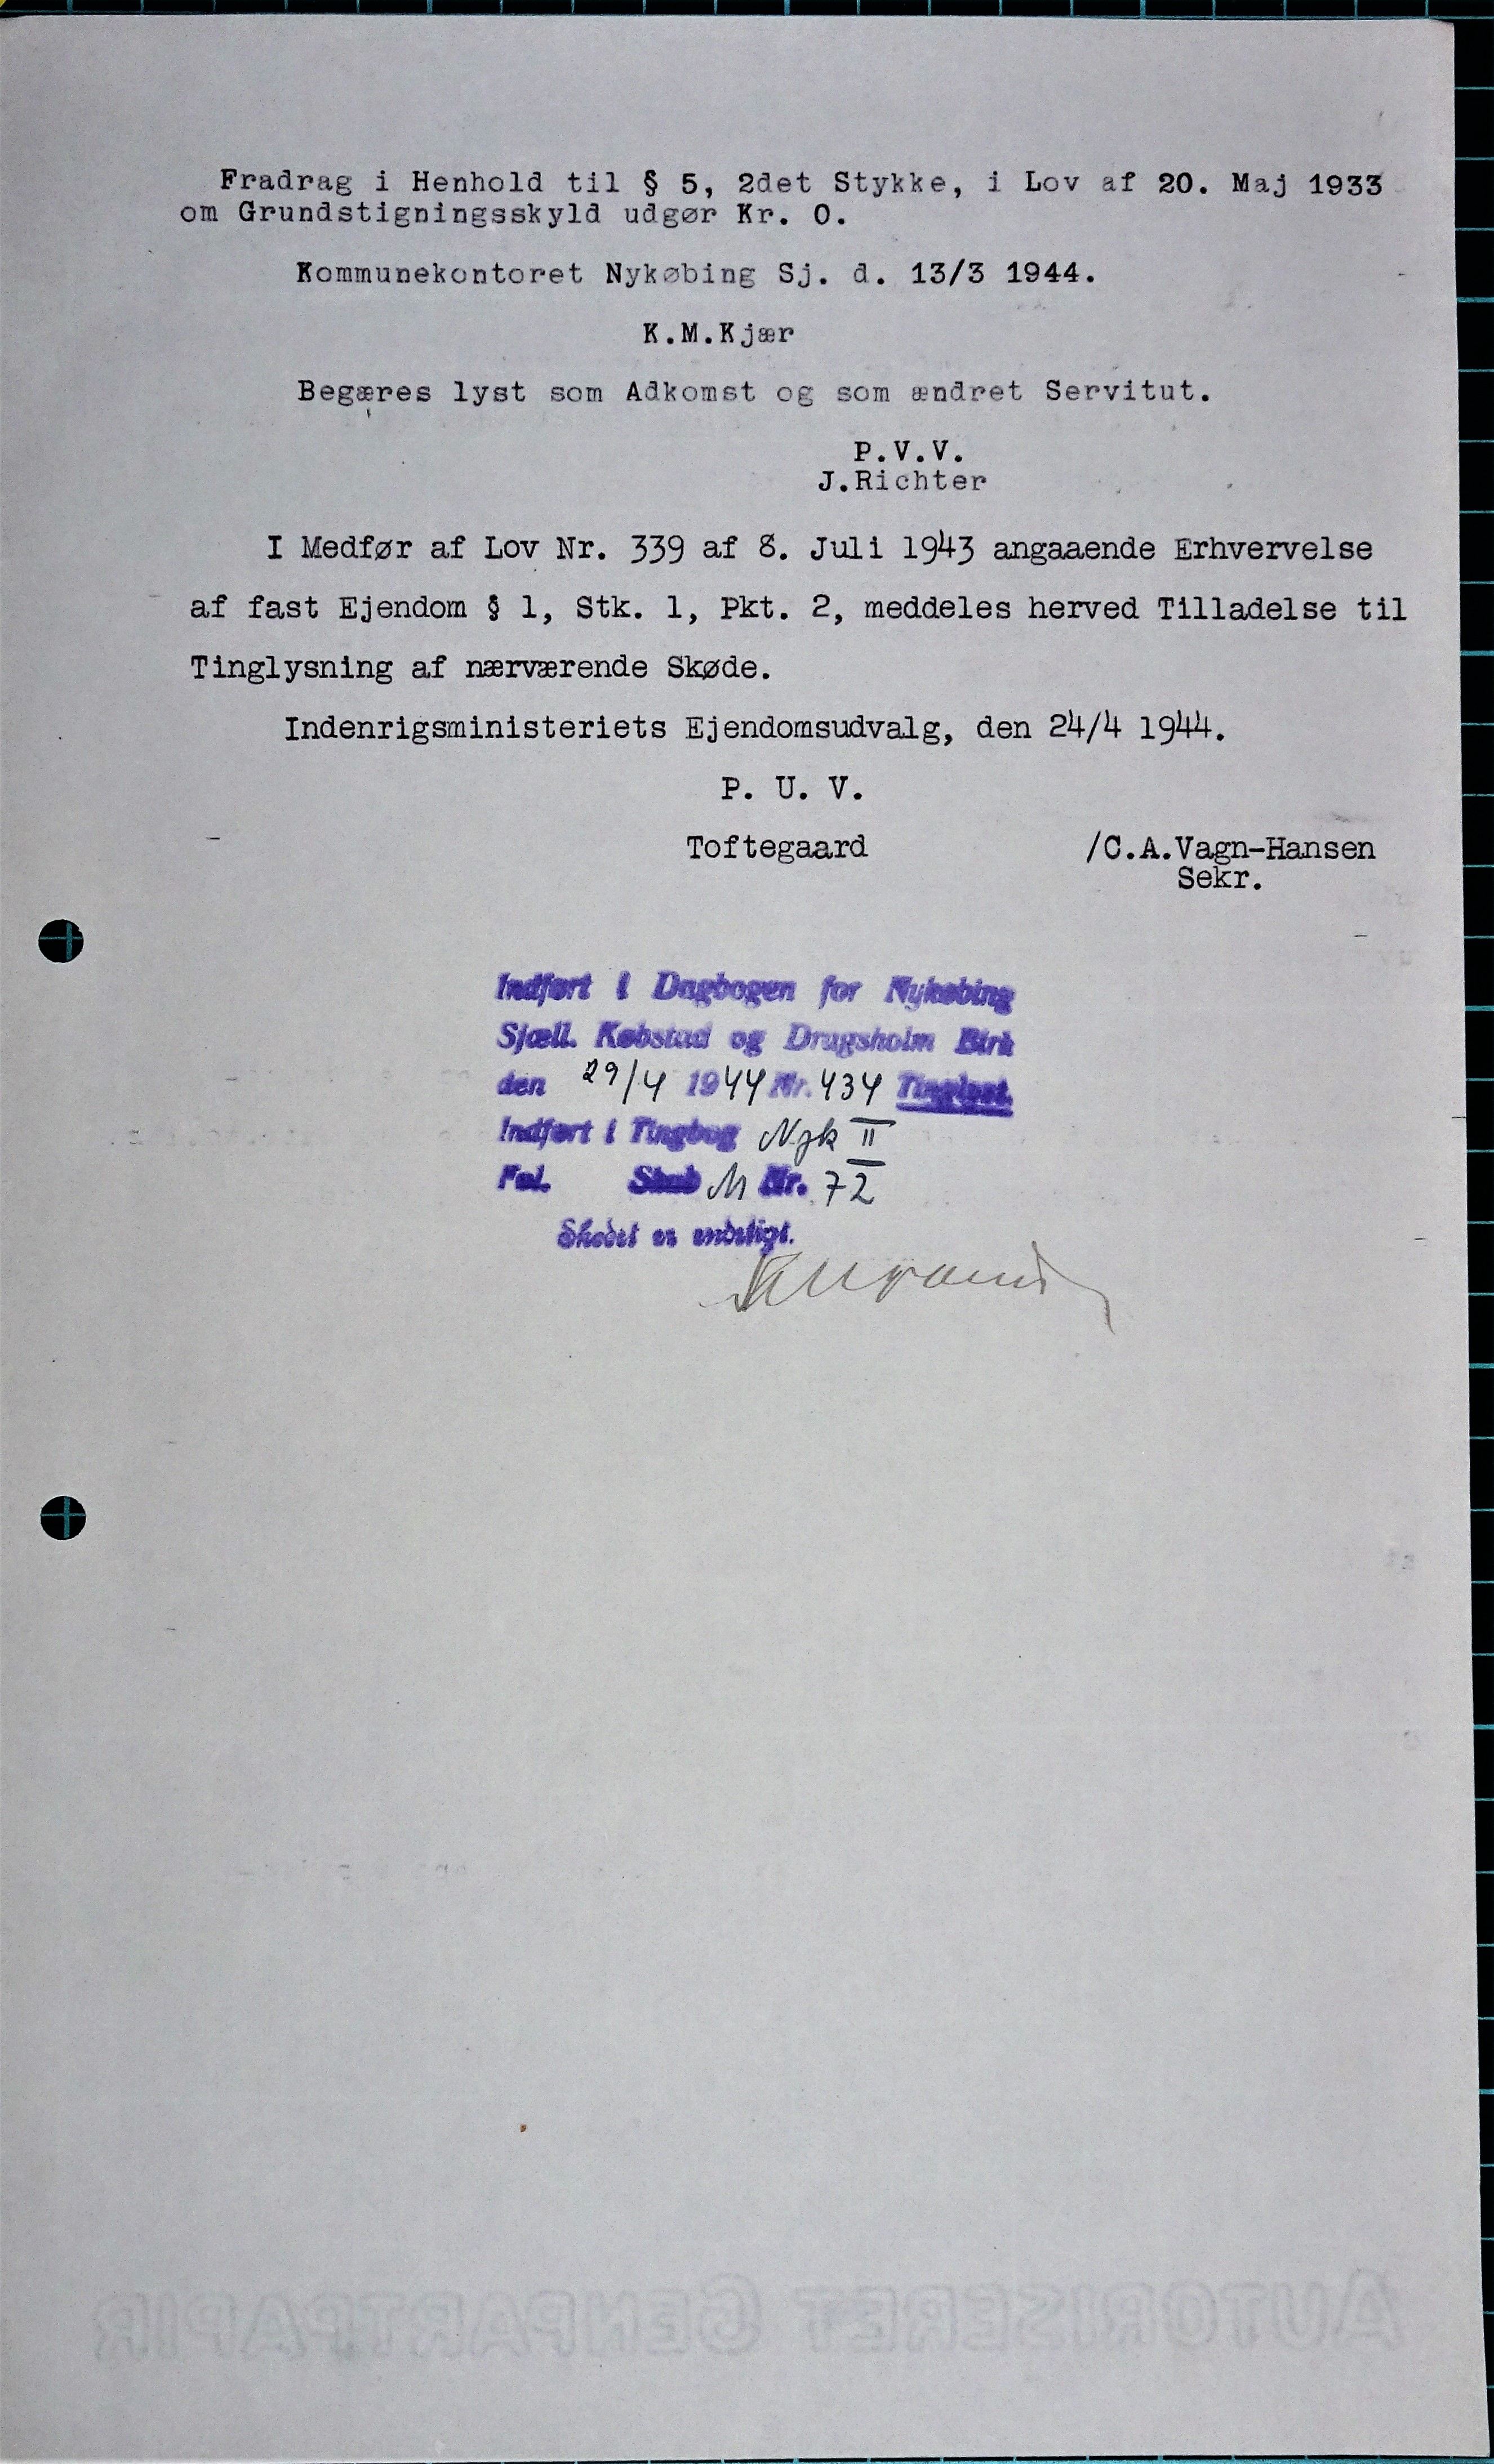 Fradrag i Henhold til § 5, 2det Stykke, i Lov af 20. Maj 1933
om Grundstigningsskyld udgør Kr. 0.
Kommunekontoret Nykøbing Sj. d. 13/3 1944.
K.M.Kjær
Begæres lyst som Adkomst og som ændret Servitut.
P.V.V.
J.Richter
I Medfør af Lov Nr. 339 af 8. Juli 1943 angaaende Erhvervelse
af fast Ejendom § 1, Stk. 1, Pkt. 2, meddeles herved Tilladelse til
Tinglysning af nærværende Skøde.
Indenrigsministeriets Ejendomsudvalg, den 24/4 1944.
P. U. V.
Toftegaard /C.A.Vagn-Hansen
Sekr.
Indført i Dagbogen for Nykøbing
Sjæll. Købstad og Dragsholm Birk
den 29/4 1944 Nr. 434 Tinglyst.
Indført i Tingbog Nyk II
Fol. Skab M Nr. 72
Skødet er endeligt.
AUTORISERET GENPARTPAPIR